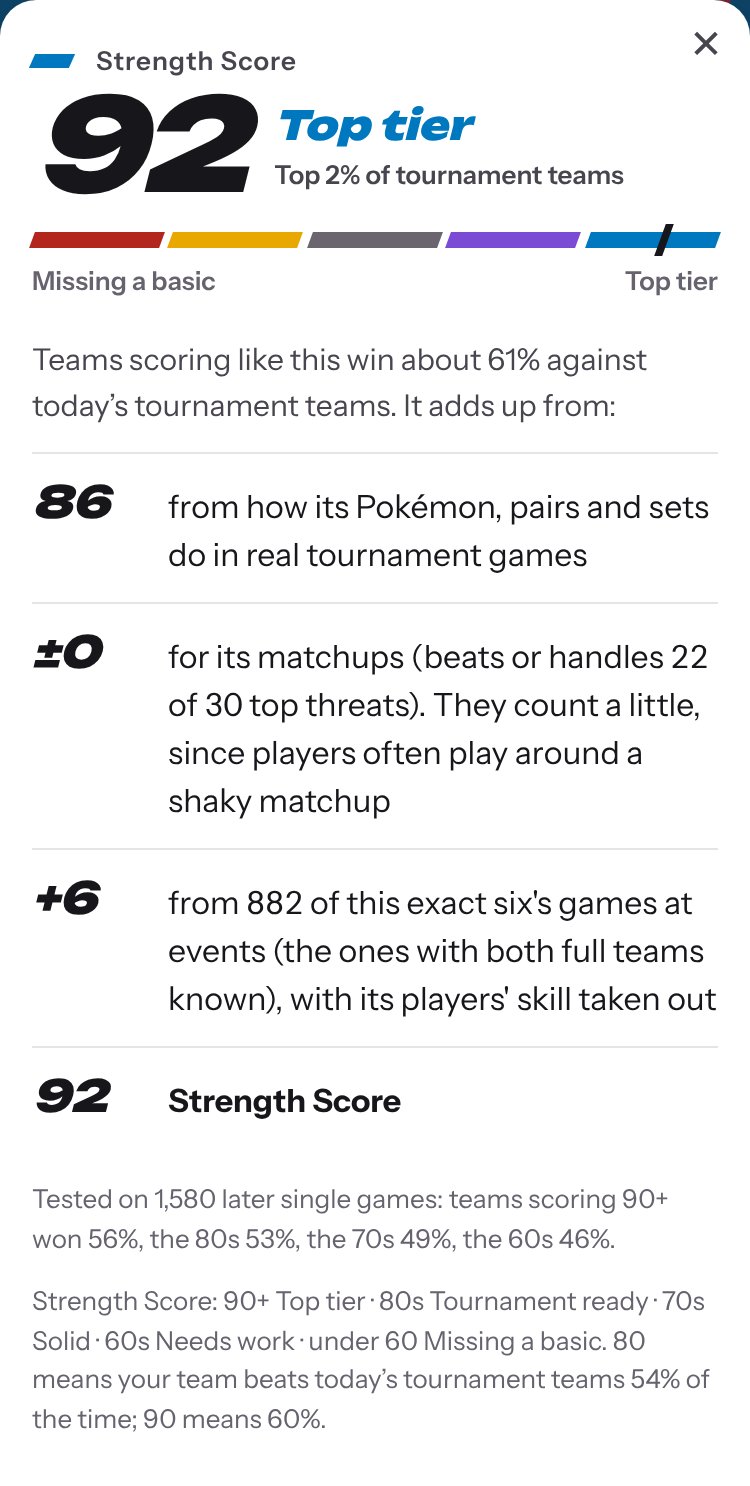 Strength Score
92
Top tier
Top 2% of tournament teams
Missing a basic
Top tier
Teams scoring like this win about 61% against
today’s tournament teams. It adds up from:
86
from how its Pokémon, pairs and sets
do in real tournament games
±0
for its matchups (beats or handles 22
of 30 top threats). They count a little,
since players often play around a
shaky matchup
+6
from 882 of this exact six's games at
events (the ones with both full teams
known), with its players' skill taken out
92
Strength Score
Tested on 1,580 later single games: teams scoring 90+
won 56%, the 80s 53%, the 70s 49%, the 60s 46%.
Strength Score: 90+ Top tier · 80s Tournament ready · 70s
Solid · 60s Needs work · under 60 Missing a basic. 80
means your team beats today’s tournament teams 54% of
the time; 90 means 60%.